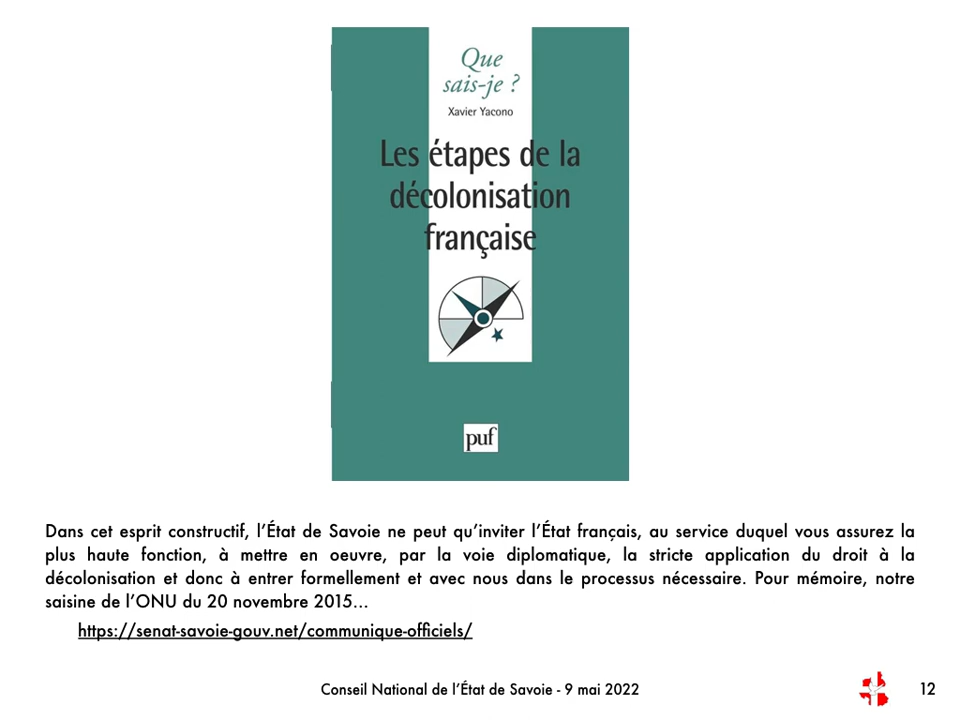 Que
sais-je ?
Xavier Yacono
Les étapes de la
décolonisation
française
puf
Dans cet esprit constructif, l'État de Savoie ne peut qu'inviter l'État français, au service duquel vous assurez la
plus haute fonction, à mettre en oeuvre, par la voie diplomatique, la stricte application du droit à la
décolonisation et donc à entrer formellement et avec nous dans le processus nécessaire. Pour mémoire, notre
saisine de l'ONU du 20 novembre 2015...
https://senat-savoie-gouv.net/communique-officiels/
Conseil National de l'État de Savoie - 9 mai 2022
12